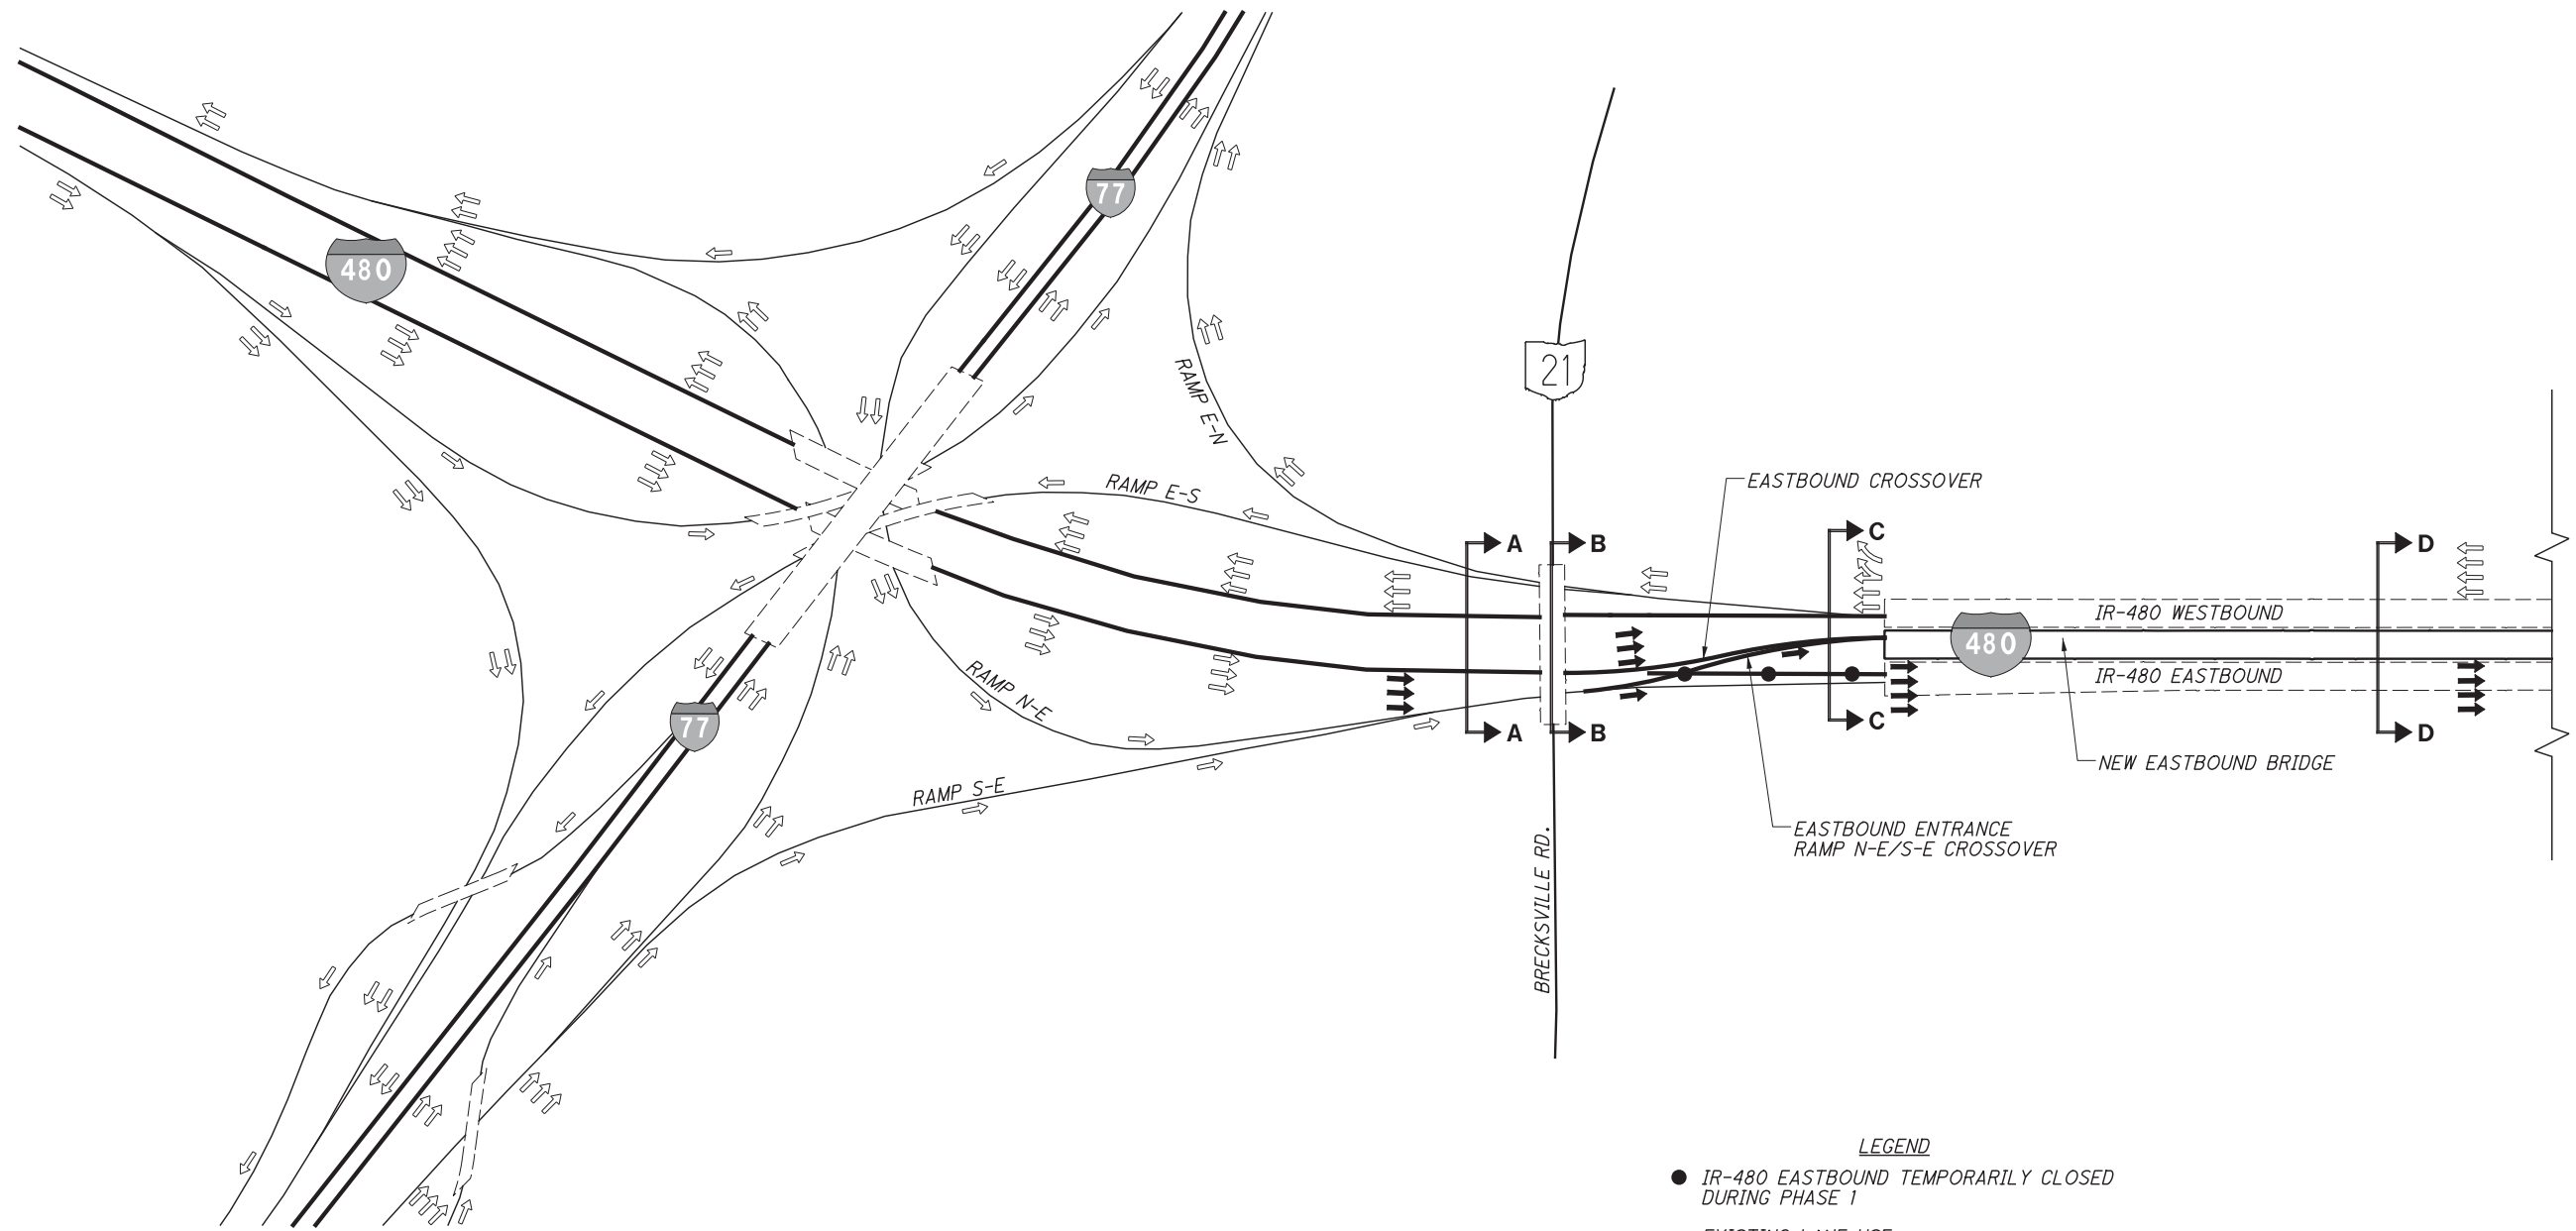 77
480
21
RAMP E-N
RAMP E-S
EASTBOUND CROSSOVER
A
B
C
D
IR-480 WESTBOUND
480
IR-480 EASTBOUND
RAMP N-E
77
A
B
C
D
NEW EASTBOUND BRIDGE
RAMP S-E
EASTBOUND ENTRANCE
RAMP N-E/S-E CROSSOVER
BRECKSVILLE RD.
LEGEND
IR-480 EASTBOUND TEMPORARILY CLOSED
DURING PHASE 1